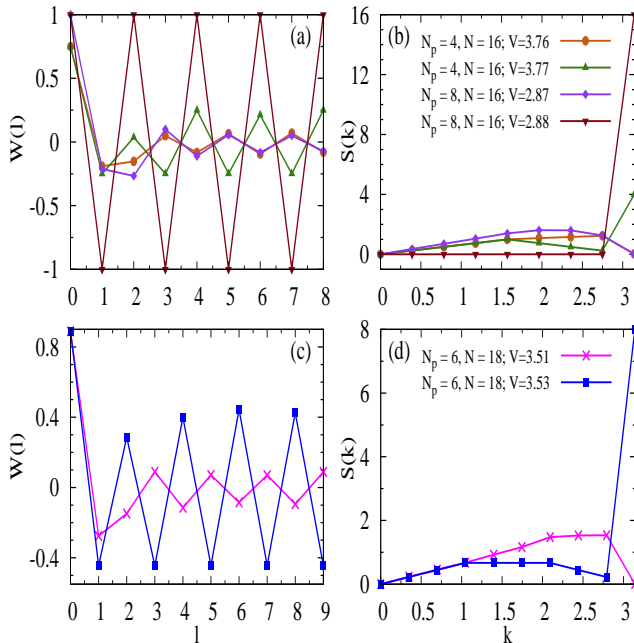 1
0.5
0
-0.5
-1
W(l)
(a)
0 1 2 3 4 5 6 7 8
16
12
8
4
0
S(k)
(b)
N_p = 4, N = 16; V=3.76
N_p = 4, N = 16; V=3.77
N_p = 8, N = 16; V=2.87
N_p = 8, N = 16; V=2.88
0 0.5 1 1.5 2 2.5 3
0.8
0.4
0
-0.4
W(l)
(c)
0 1 2 3 4 5 6 7 8 9
l
8
6
4
2
0
S(k)
(d)
N_p = 6, N = 18; V=3.51
N_p = 6, N = 18; V=3.53
0 0.5 1 1.5 2 2.5 3
k